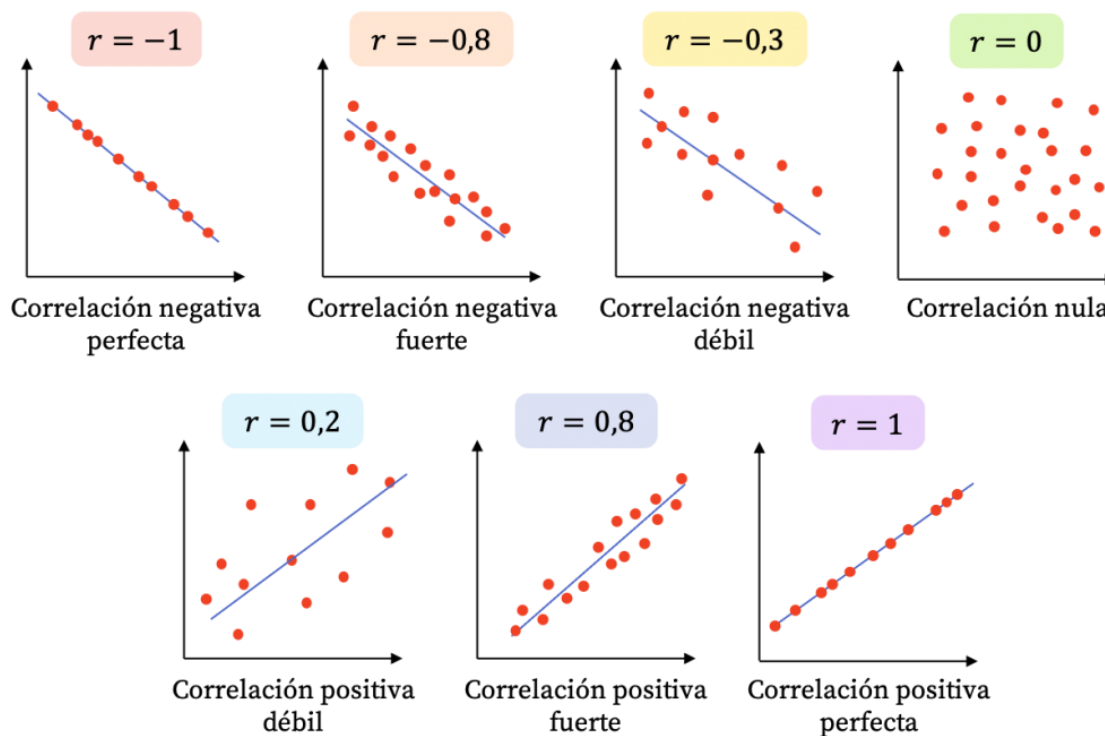 r = −1
r = −0,8
r = −0,3
r = 0
Correlación negativa
perfecta
Correlación negativa
fuerte
Correlación negativa
débil
Correlación nula
r = 0,2
r = 0,8
r = 1
Correlación positiva
débil
Correlación positiva
fuerte
Correlación positiva
perfecta